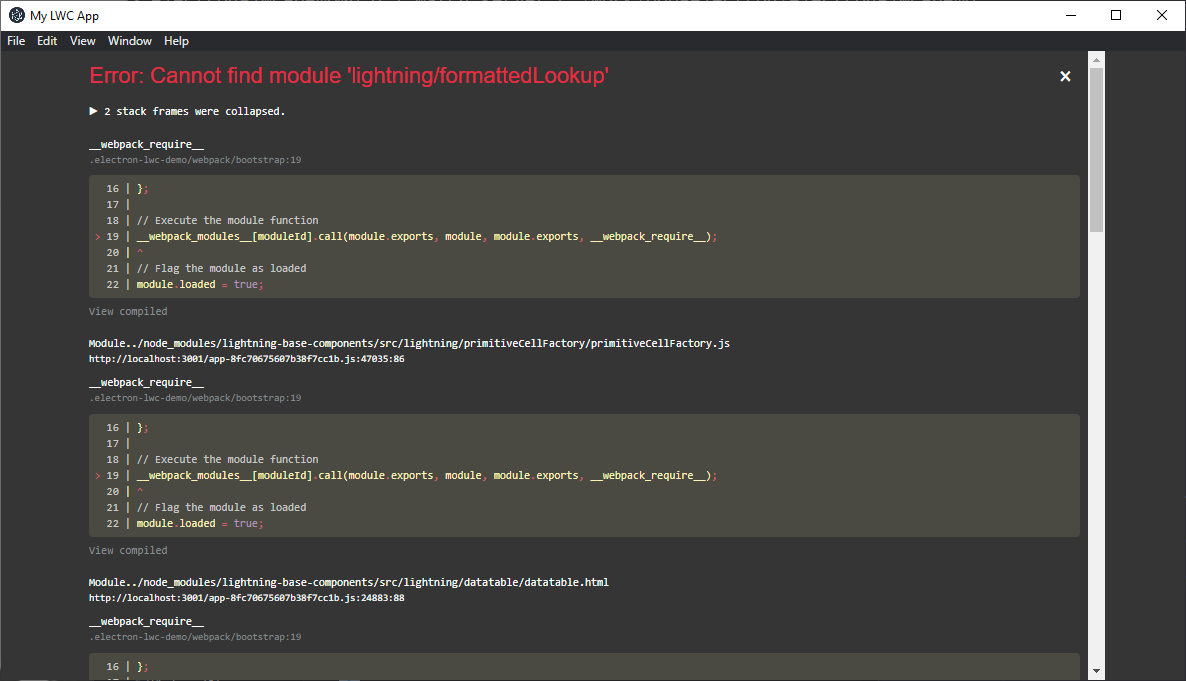 My LWC App
File Edit View Window Help
Error: Cannot find module 'lightning/formattedLookup'
▶ 2 stack frames were collapsed.
__webpack_require__
.electron-lwc-demo/webpack/bootstrap:19
16 | };
17 |
18 | // Execute the module function
> 19 | __webpack_modules__[moduleId].call(module.exports, module, module.exports, __webpack_require__);
20 | ^
21 | // Flag the module as loaded
22 | module.loaded = true;
View compiled
Module../node_modules/lightning-base-components/src/lightning/primitiveCellFactory/primitiveCellFactory.js
http://localhost:3001/app-8fc70675607b38f7cc1b.js:47035:86
__webpack_require__
.electron-lwc-demo/webpack/bootstrap:19
16 | };
17 |
18 | // Execute the module function
> 19 | __webpack_modules__[moduleId].call(module.exports, module, module.exports, __webpack_require__);
20 | ^
21 | // Flag the module as loaded
22 | module.loaded = true;
View compiled
Module../node_modules/lightning-base-components/src/lightning/datatable/datatable.html
http://localhost:3001/app-8fc70675607b38f7cc1b.js:24883:88
__webpack_require__
.electron-lwc-demo/webpack/bootstrap:19
16 | };